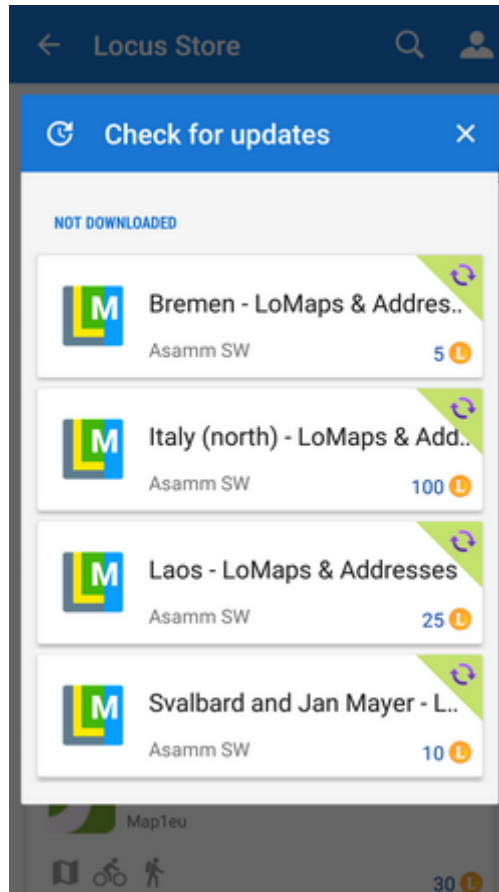 Locus Store
Check for updates
NOT DOWNLOADED
M
Bremen - LoMaps & Addres..
Asamm SW
5 L
M
Italy (north) - LoMaps & Add..
Asamm SW
100 L
M
Laos - LoMaps & Addresses
Asamm SW
25 L
M
Svalbard and Jan Mayer - L..
Asamm SW
10 L
Map1eu
30 L